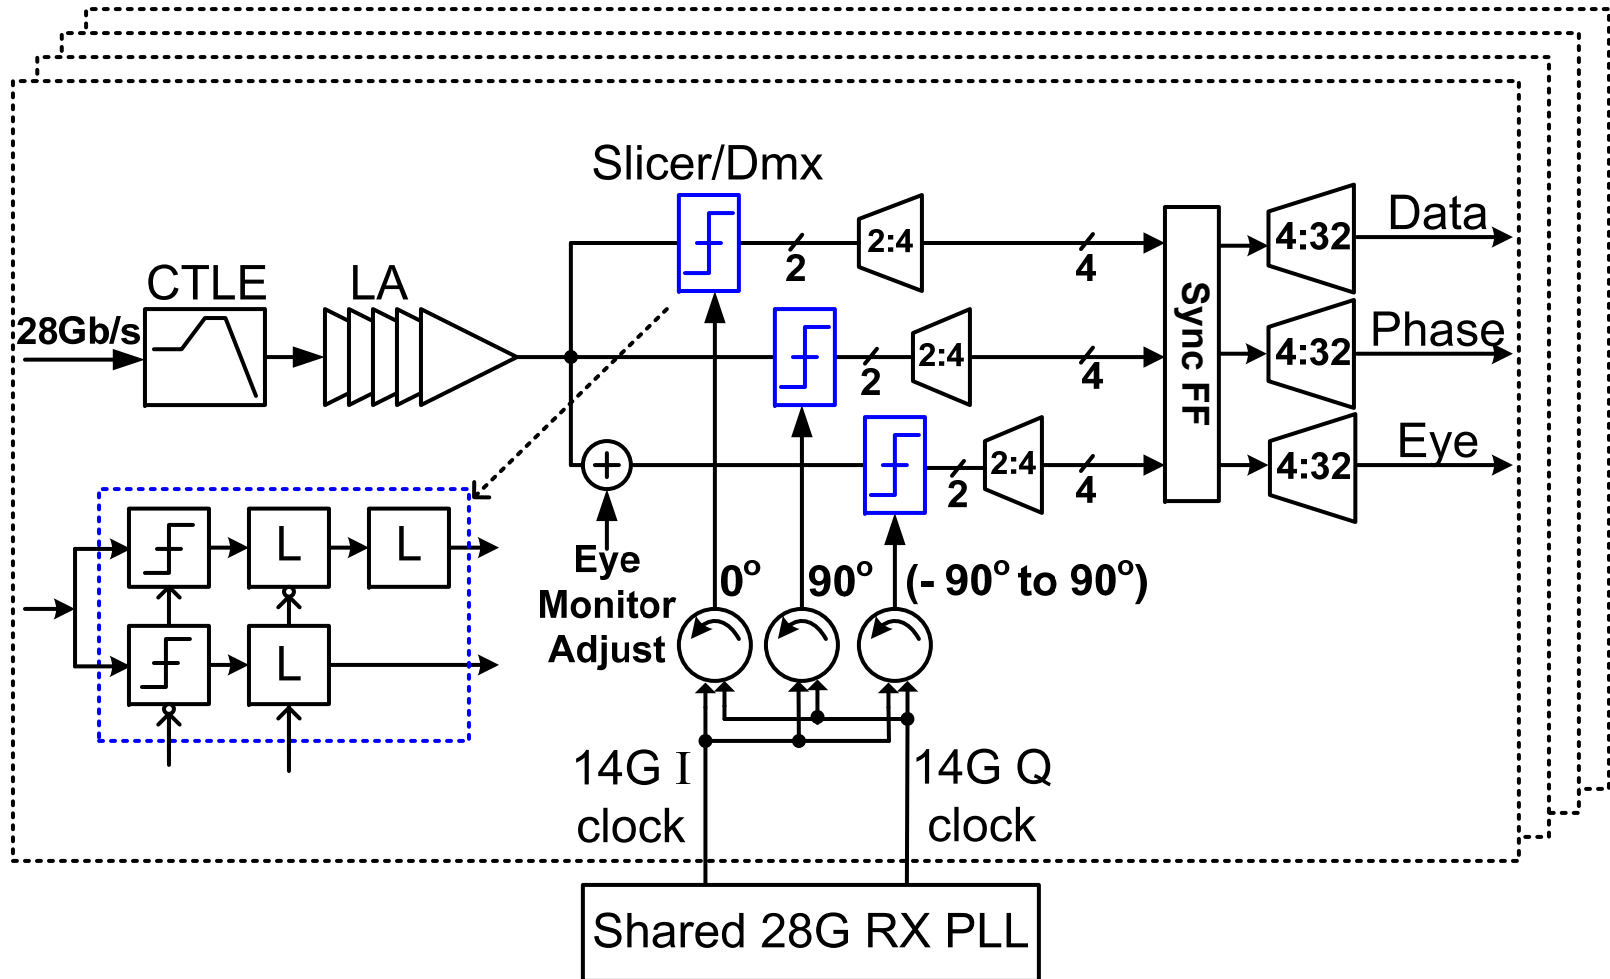 Slicer/Dmx
CTLE
LA
28Gb/s
2:4
2
4
2:4
2
4
2:4
2
4
Sync FF
4:32
Data
4:32
Phase
4:32
Eye
L
L
L
Eye
Monitor
Adjust
0°
90°
(- 90° to 90°)
14G I
clock
14G Q
clock
Shared 28G RX PLL